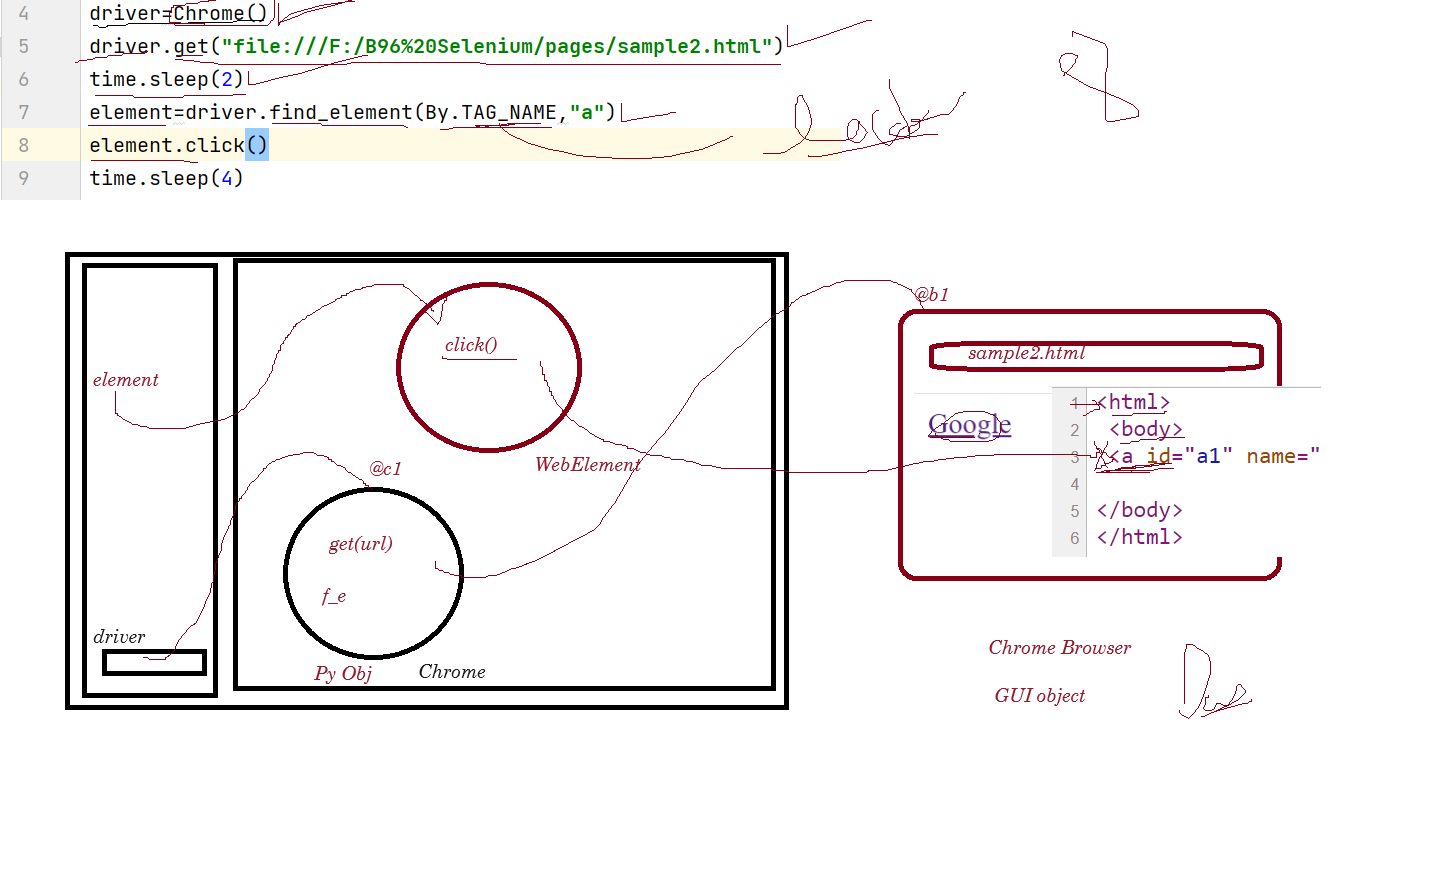 4 driver=Chrome()
5 driver.get("file:///F:/B96%20Selenium/pages/sample2.html")
6 time.sleep(2)
7 element=driver.find_element(By.TAG_NAME,"a")
8 element.click()
9 time.sleep(4)
@b1
click()
sample2.html
element
Google
1 <html>
2 <body>
3 <a id="a1" name="
4
5 </body>
6 </html>
@c1
WebElement
get(url)
f_e
driver
Py Obj
Chrome
Chrome Browser
GUI object